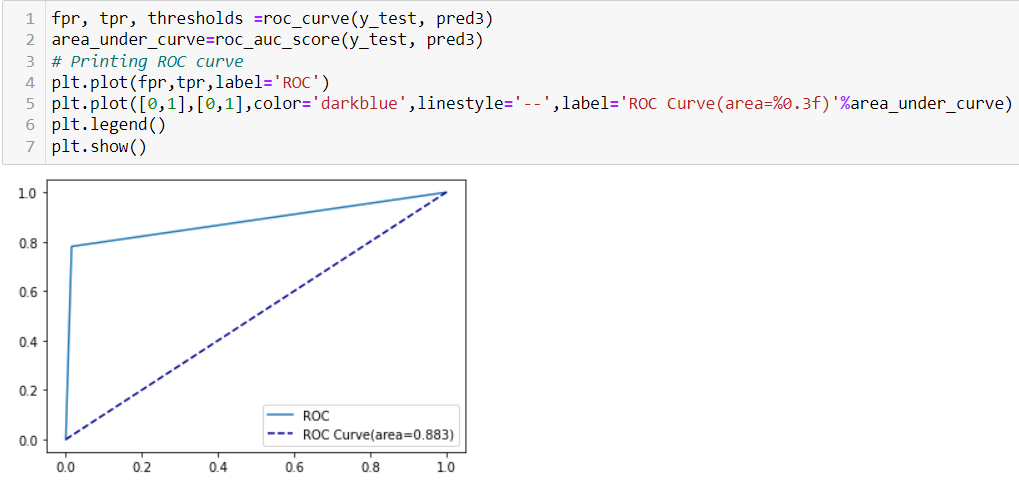 1 fpr, tpr, thresholds =roc_curve(y_test, pred3)
2 area_under_curve=roc_auc_score(y_test, pred3)
3 # Printing ROC curve
4 plt.plot(fpr,tpr,label='ROC')
5 plt.plot([0,1],[0,1],color='darkblue',linestyle='--',label='ROC Curve(area=%0.3f)'%area_under_curve)
6 plt.legend()
7 plt.show()
1.0
0.8
0.6
0.4
0.2
0.0
ROC
ROC Curve(area=0.883)
0.0 0.2 0.4 0.6 0.8 1.0